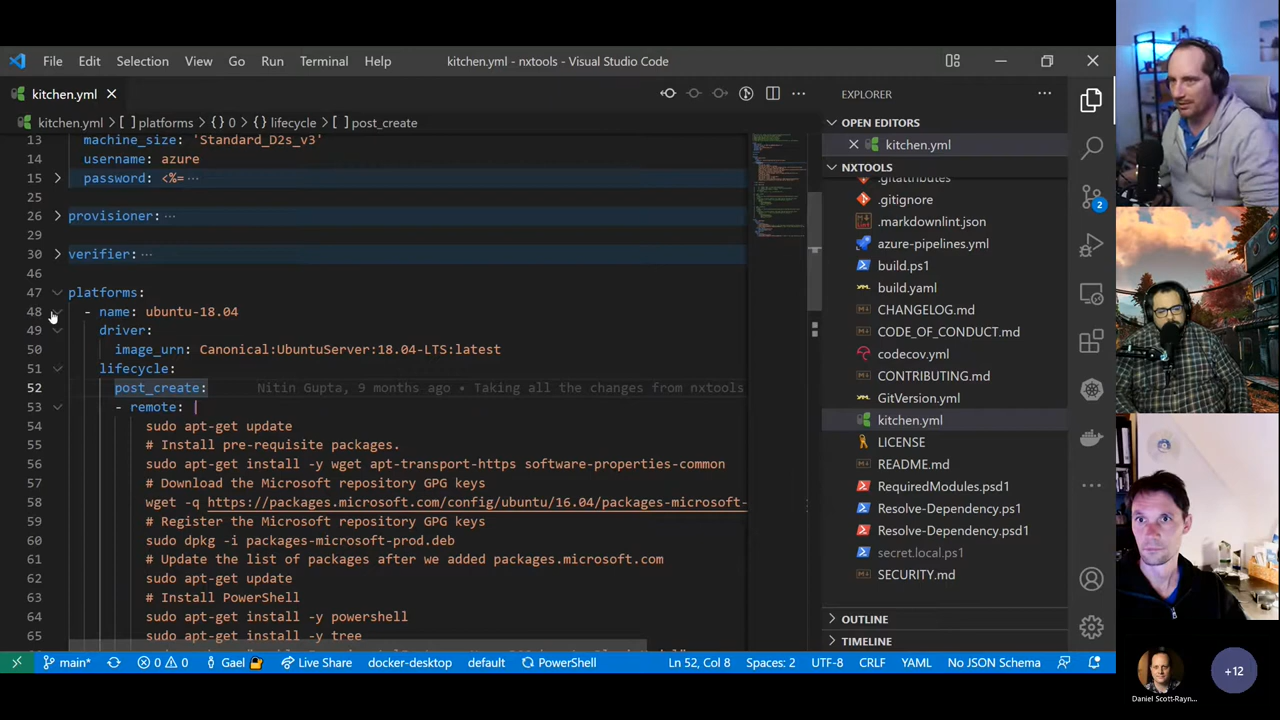 File Edit Selection View Go Run Terminal Help kitchen.yml - nxtools - Visual Studio Code
kitchen.yml
kitchen.yml > [ ] platforms > {} 0 > {} lifecycle > [ ] post_create
13 machine_size: 'Standard_D2s_v3'
14 username: azure
15 password: <%= ···
25
26 provisioner: ···
29
30 verifier: ···
46
47 platforms:
48 - name: ubuntu-18.04
49 driver:
50 image_urn: Canonical:UbuntuServer:18.04-LTS:latest
51 lifecycle:
52 post_create: Nitin Gupta, 9 months ago • Taking all the changes from nxtools
53 - remote: |
54 sudo apt-get update
55 # Install pre-requisite packages.
56 sudo apt-get install -y wget apt-transport-https software-properties-common
57 # Download the Microsoft repository GPG keys
58 wget -q https://packages.microsoft.com/config/ubuntu/16.04/packages-microsoft-
59 # Register the Microsoft repository GPG keys
60 sudo dpkg -i packages-microsoft-prod.deb
61 # Update the list of packages after we added packages.microsoft.com
62 sudo apt-get update
63 # Install PowerShell
64 sudo apt-get install -y powershell
65 sudo apt-get install -y tree
EXPLORER
OPEN EDITORS
kitchen.yml
NXTOOLS
.gitattributes
.gitignore
.markdownlint.json
azure-pipelines.yml
build.ps1
build.yaml
CHANGELOG.md
CODE_OF_CONDUCT.md
codecov.yml
CONTRIBUTING.md
GitVersion.yml
kitchen.yml
LICENSE
README.md
RequiredModules.psd1
Resolve-Dependency.ps1
Resolve-Dependency.psd1
secret.local.ps1
SECURITY.md
OUTLINE
TIMELINE
2
main* 0 0 Gael Live Share docker-desktop default PowerShell Ln 52, Col 8 Spaces: 2 UTF-8 CRLF YAML No JSON Schema
Daniel Scott-Rayn...
+12